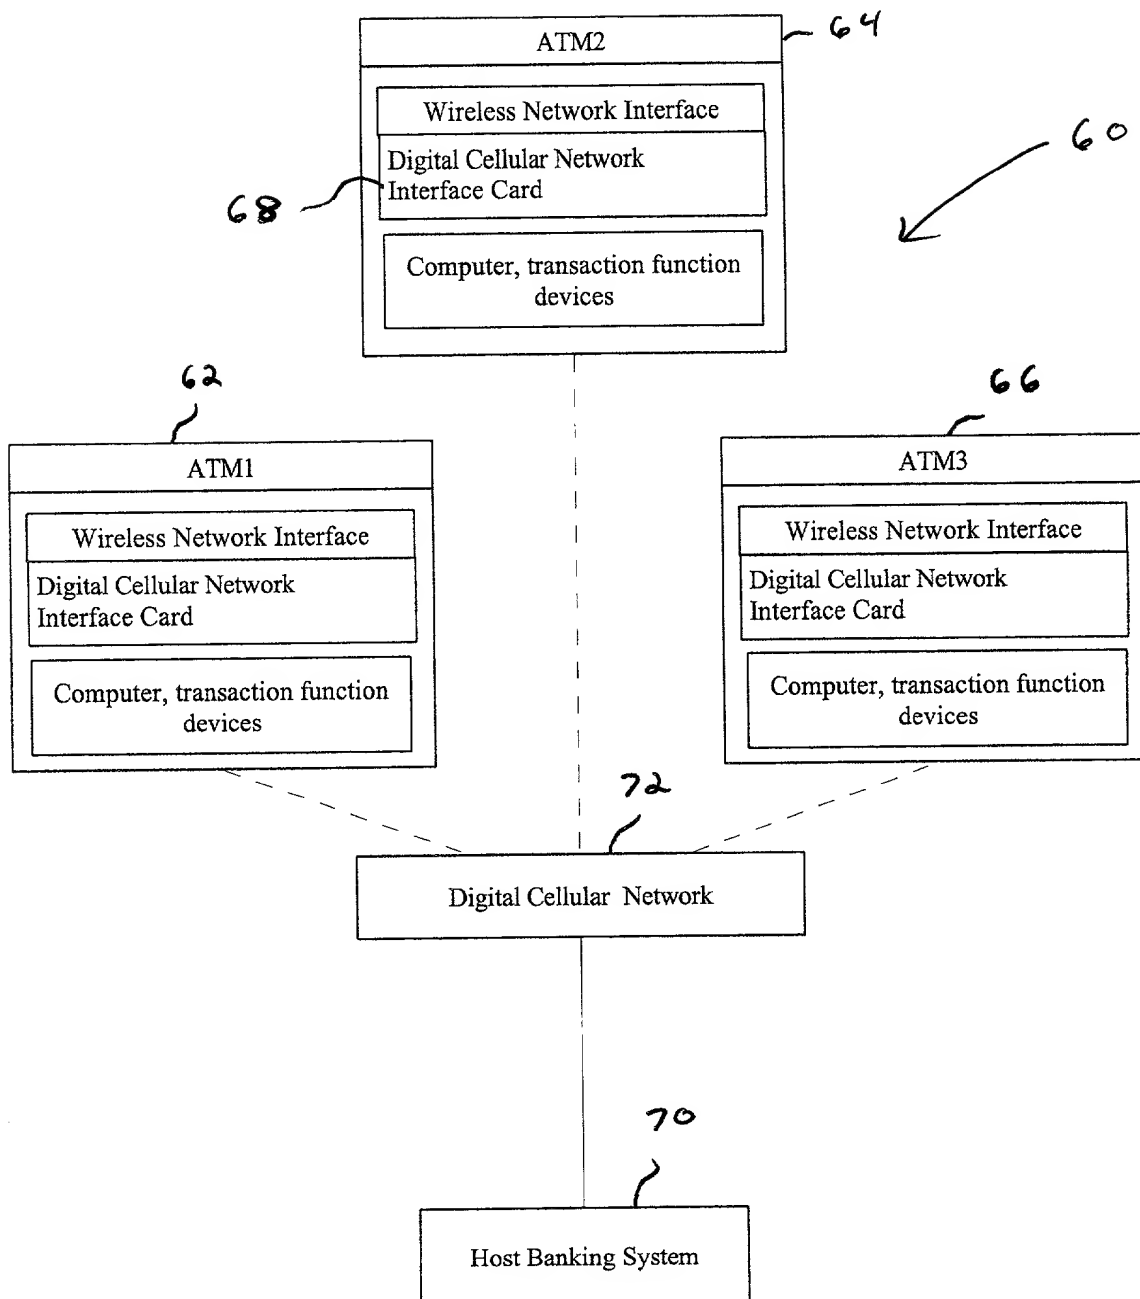 64
ATM2
60
Wireless Network Interface
Digital Cellular Network
Interface Card
68
Computer, transaction function
devices
62
66
ATM1
ATM3
Wireless Network Interface
Digital Cellular Network
Interface Card
Computer, transaction function
devices
Wireless Network Interface
Digital Cellular Network
Interface Card
Computer, transaction function
devices
72
Digital Cellular Network
70
Host Banking System